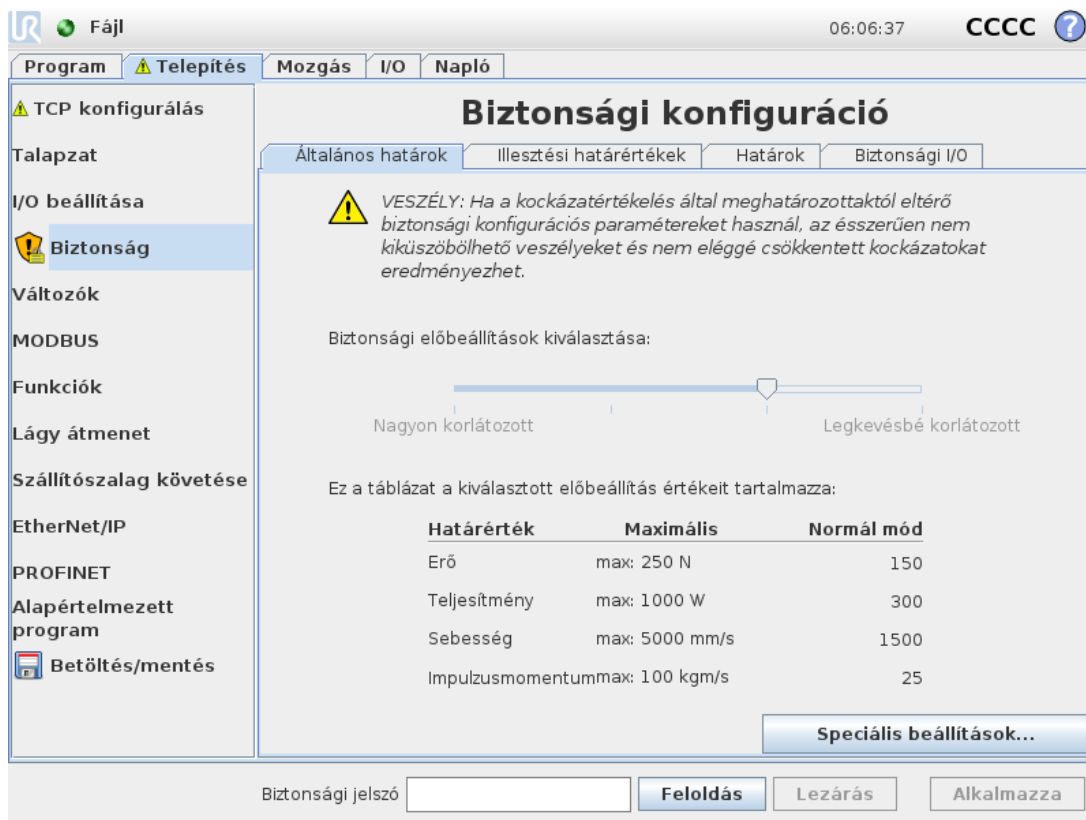 UR Fájl 06:06:37 CCCC ?
Program Telepítés Mozgás I/O Napló
TCP konfigurálás
Talapzat
I/O beállítása
Biztonság
Változók
MODBUS
Funkciók
Lágy átmenet
Szállítószalag követése
EtherNet/IP
PROFINET
Alapértelmezett
program
Betöltés/mentés
Biztonsági konfiguráció
Általános határok Illesztési határértékek Határok Biztonsági I/O
VESZÉLY: Ha a kockázatértékelés által meghatározottaktól eltérő
biztonsági konfigurációs paramétereket használ, az ésszerűen nem
kiküszöbölhető veszélyeket és nem eléggé csökkentett kockázatokat
eredményezhet.
Biztonsági előbeállítások kiválasztása:
Nagyon korlátozott Legkevésbé korlátozott
Ez a táblázat a kiválasztott előbeállítás értékeit tartalmazza:
Határérték Maximális Normál mód
Erő max: 250 N 150
Teljesítmény max: 1000 W 300
Sebesség max: 5000 mm/s 1500
Impulzusmomentummax: 100 kgm/s 25
Speciális beállítások...
Biztonsági jelszó Feloldás Lezárás Alkalmazza